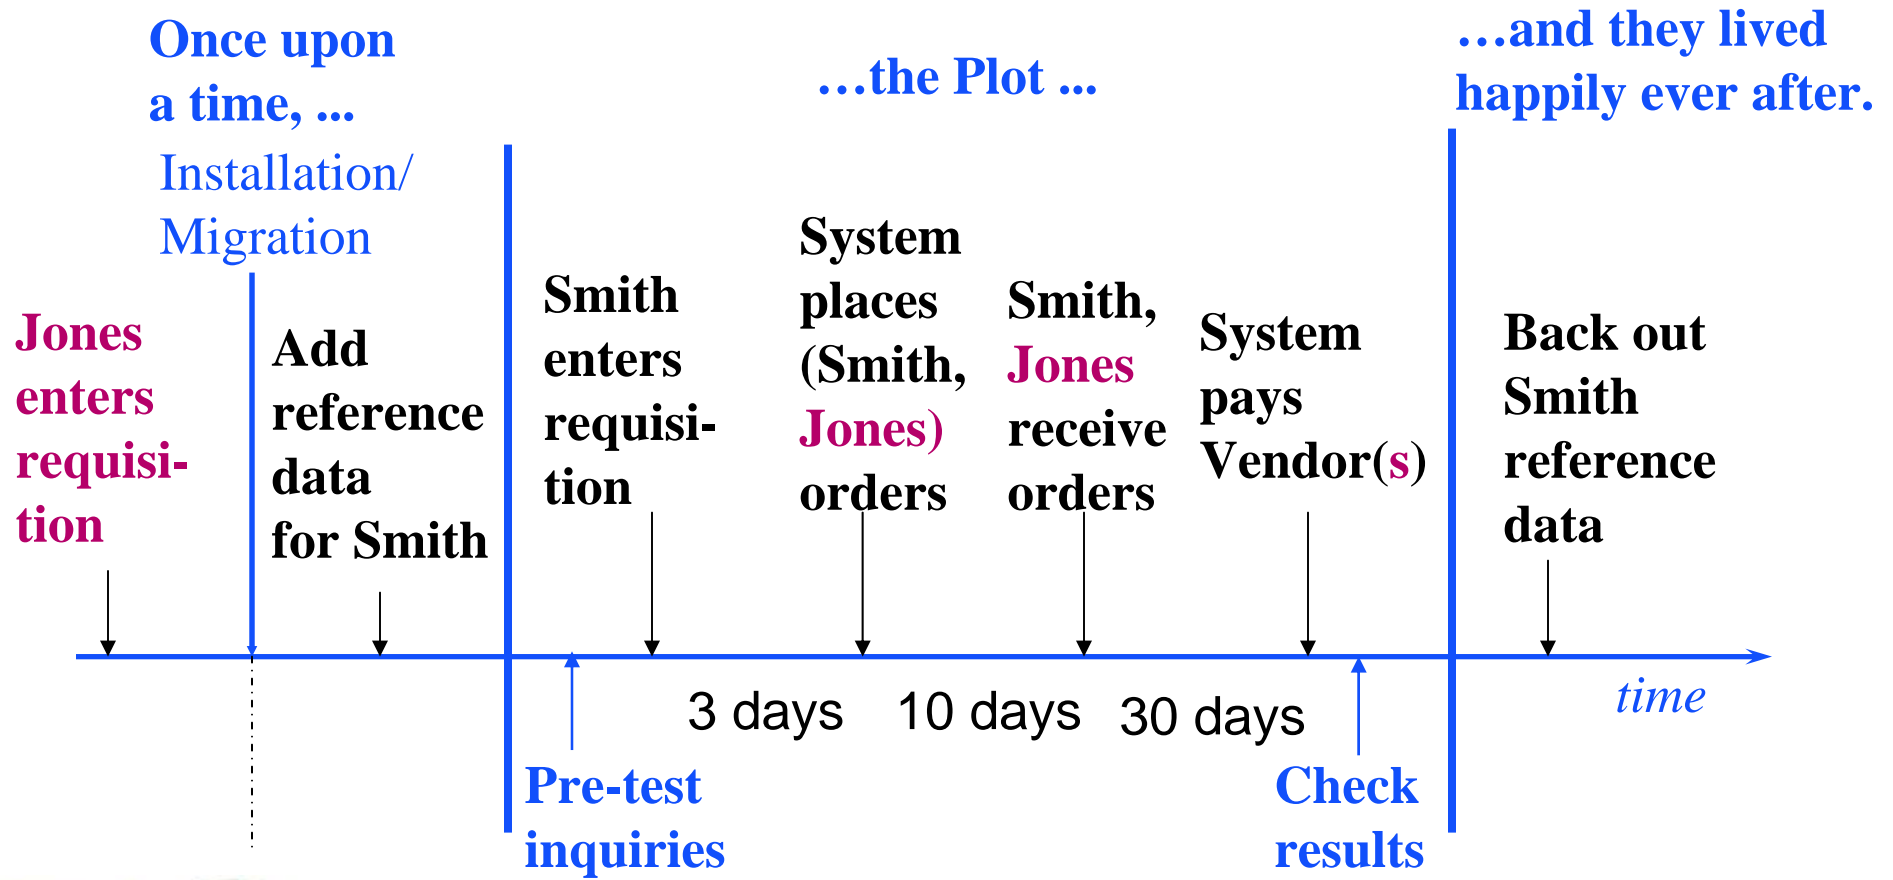 Once upon
a time, ...
…the Plot ...
…and they lived
happily ever after.
Installation/
Migration
Jones
enters
requisi-
tion
Add
reference
data
for Smith
Smith
enters
requisi-
tion
System
places
(Smith,
Jones)
orders
Smith,
Jones
receive
orders
System
pays
Vendor(s)
Back out
Smith
reference
data
3 days
10 days
30 days
time
Pre-test
inquiries
Check
results